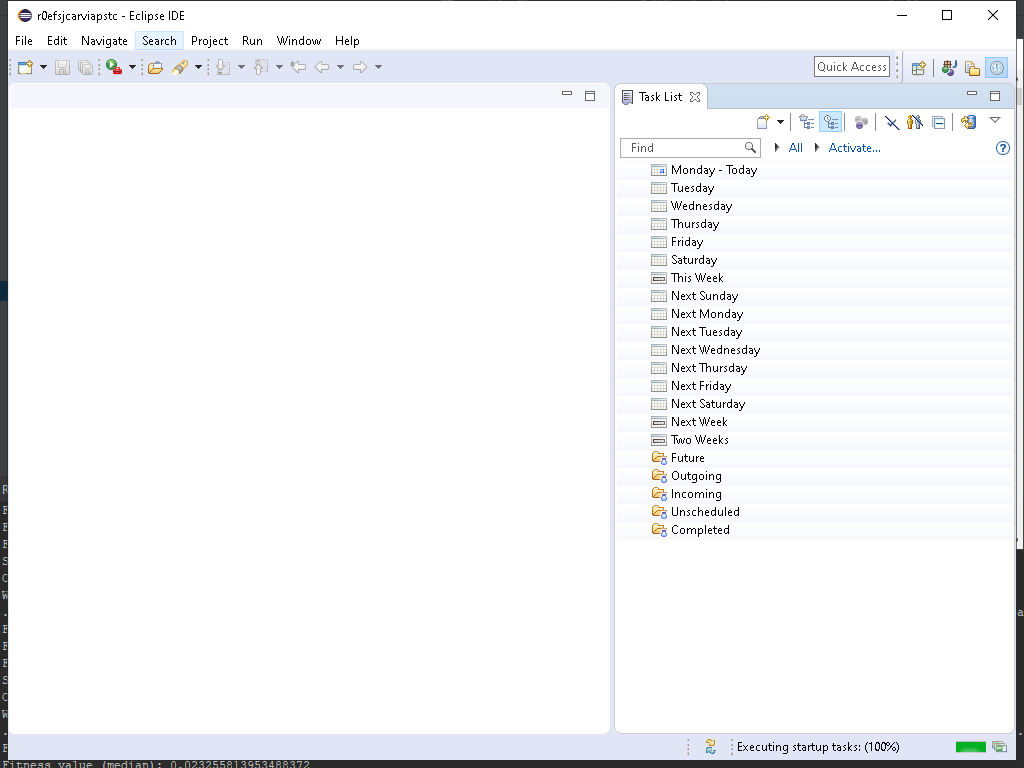 r0efsjcarviapstc - Eclipse IDE
File Edit Navigate Search Project Run Window Help
Quick Access
Task List
Find All Activate...
Monday - Today
Tuesday
Wednesday
Thursday
Friday
Saturday
This Week
Next Sunday
Next Monday
Next Tuesday
Next Wednesday
Next Thursday
Next Friday
Next Saturday
Next Week
Two Weeks
Future
Outgoing
Incoming
Unscheduled
Completed
Executing startup tasks: (100%)
Fitness value (median): 0.023255813953488372